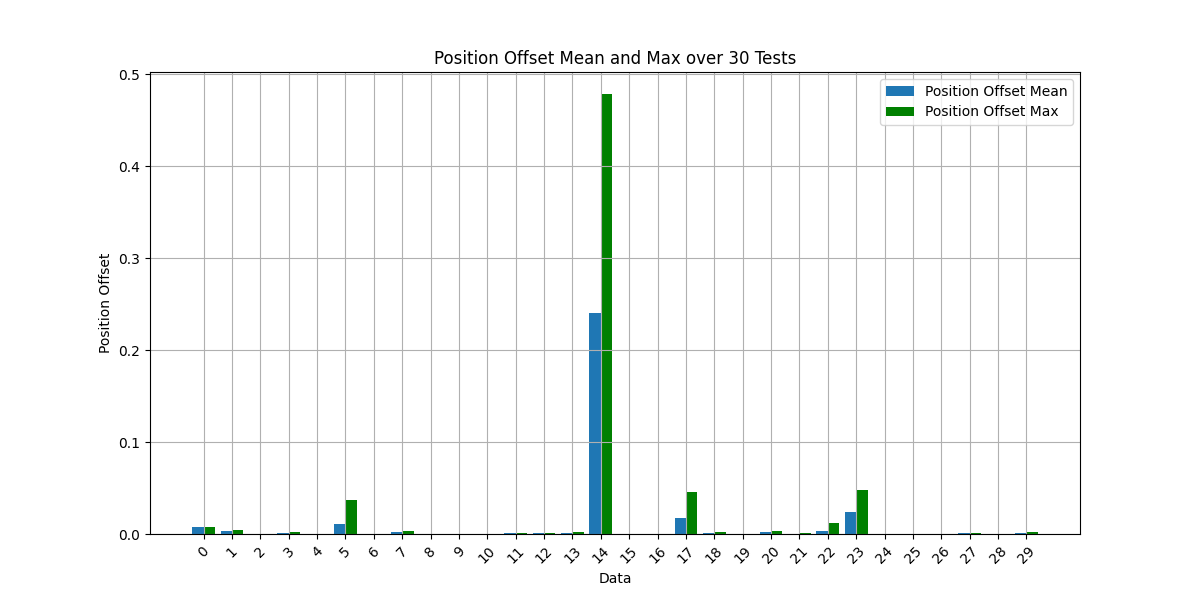 Position Offset Mean and Max over 30 Tests
Position Offset Mean
Position Offset Max
0.5
0.4
0.3
0.2
0.1
0.0
Position Offset
0 1 2 3 4 5 6 7 8 9 10 11 12 13 14 15 16 17 18 19 20 21 22 23 24 25 26 27 28 29
Data